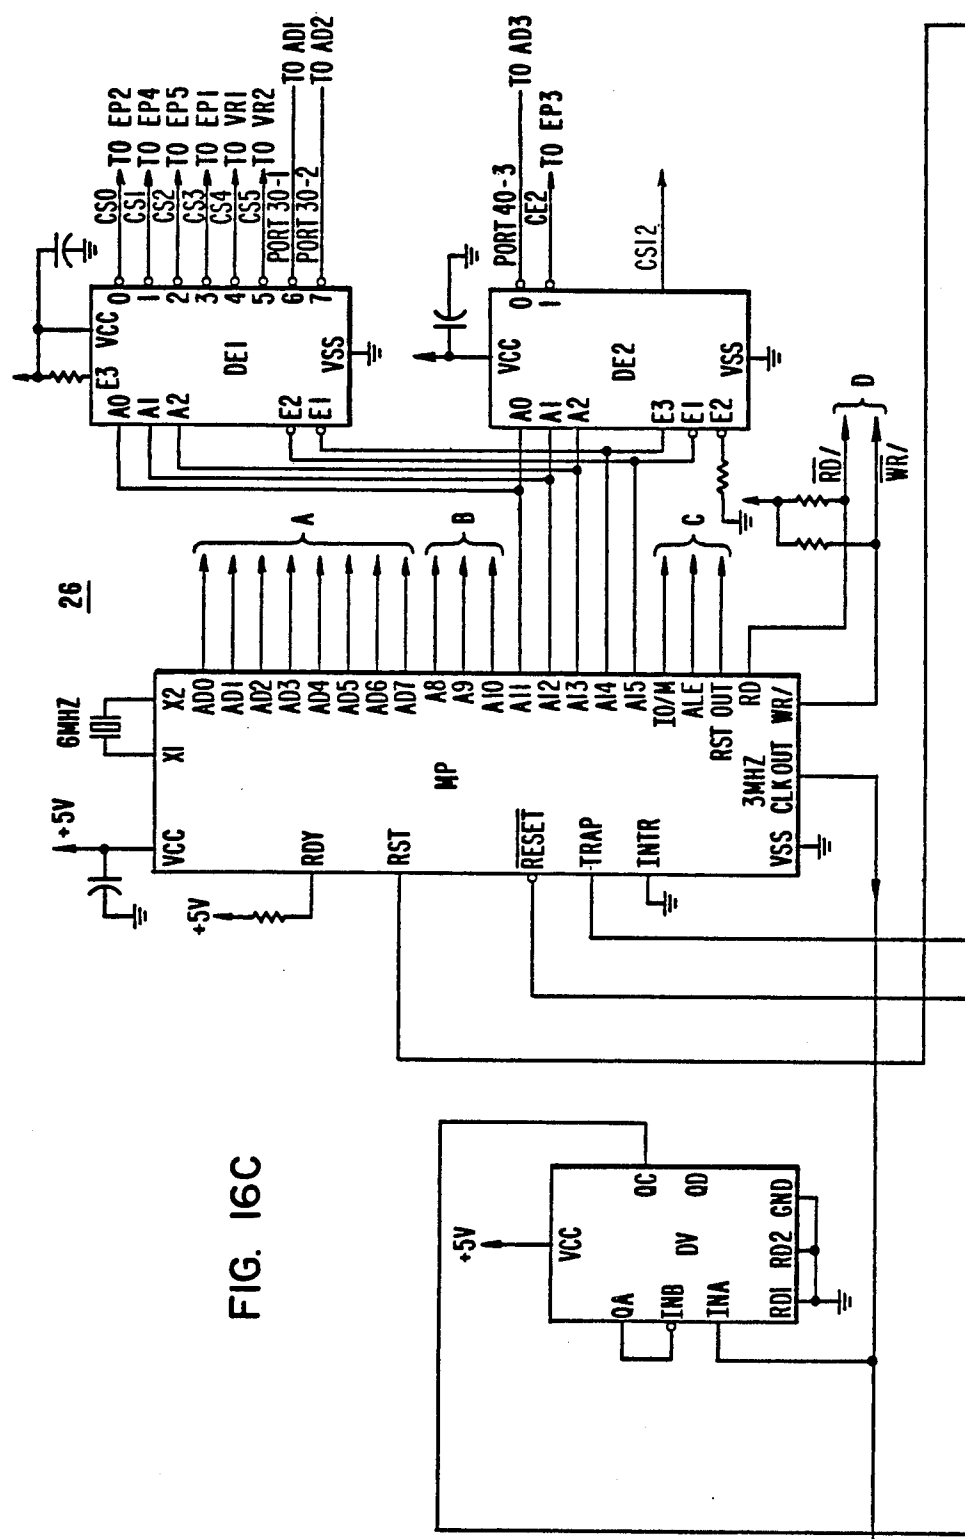 26
FIG. 16C
+5V
6MHZ
VCC
X1
X2
RDY
+5V
RST
RESET
TRAP
INTR
MP
AD0
AD1
AD2
AD3
AD4
AD5
AD6
AD7
A8
A9
A10
A11
A12
A13
A14
A15
IO/M
ALE
RST OUT
RD
3MHZ
VSS CLKOUT WR/
A
B
C
D
RD/
WR/
E3 VCC
A0
A1
A2
E2
E1
DE1
VSS
0
1
2
3
4
5
6
7
CS0 TO EP2
CS1 TO EP4
CS2 TO EP5
CS3 TO EP1
CS4 TO VR1
CS5 TO VR2
PORT 30-1 TO AD1
PORT 30-2 TO AD2
VCC
A0
A1
A2
E3
E1
E2
DE2
VSS
0
1
PORT 40-3 TO AD3
CE2 TO EP3
CS12
+5V
VCC
QA
INB
INA
DV
QC
QD
RD1 RD2 GND